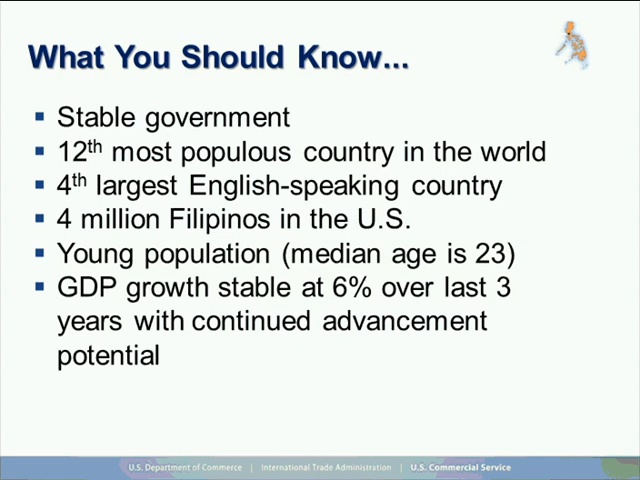 What You Should Know...
▪ Stable government
▪ 12th most populous country in the world
▪ 4th largest English-speaking country
▪ 4 million Filipinos in the U.S.
▪ Young population (median age is 23)
▪ GDP growth stable at 6% over last 3
years with continued advancement
potential
U.S. Department of Commerce | International Trade Administration | U.S. Commercial Service